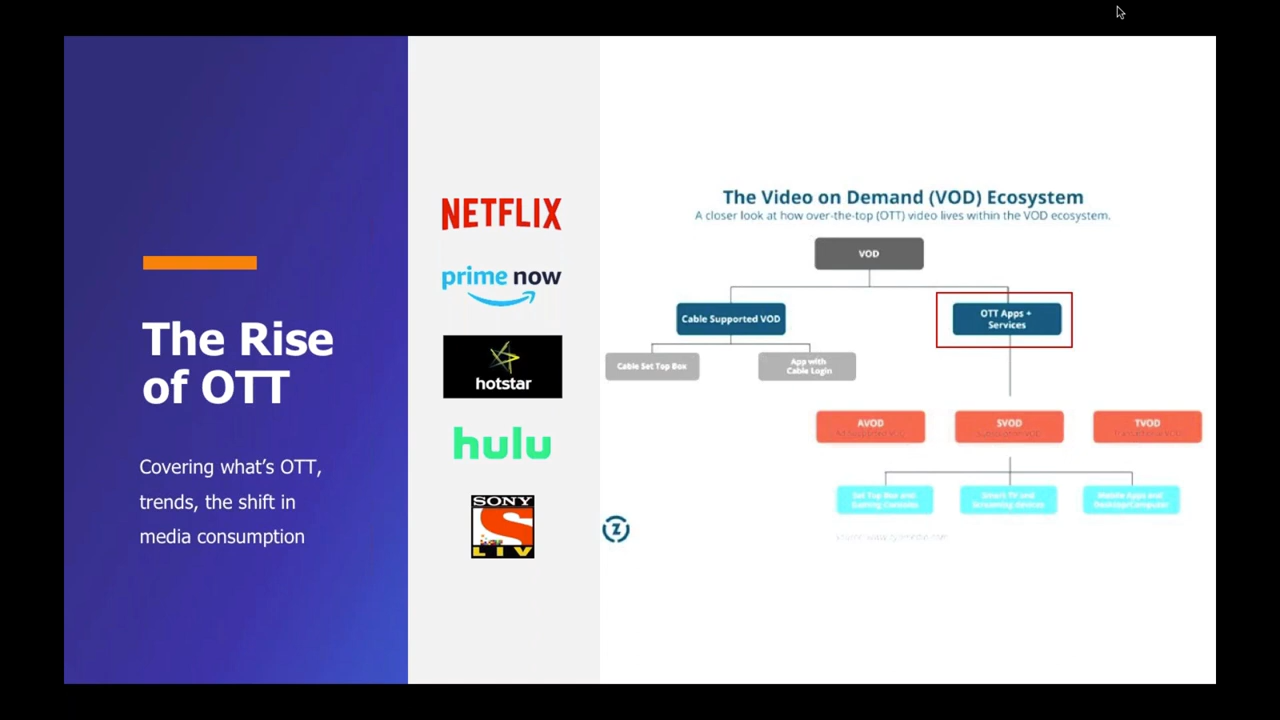 The Rise
of OTT
Covering what's OTT,
trends, the shift in
media consumption
NETFLIX
prime now
hotstar
hulu
SONY
LIV
The Video on Demand (VOD) Ecosystem
A closer look at how over-the-top (OTT) video lives within the VOD ecosystem.
VOD
Cable Supported VOD
OTT Apps +
Services
Cable Set Top Box
App with
Cable Login
AVOD
SVOD
TVOD
Set Top Box and
Gaming Consoles
Smart TV and
Streaming devices
Mobile Apps and
Desktop/Computer
Z